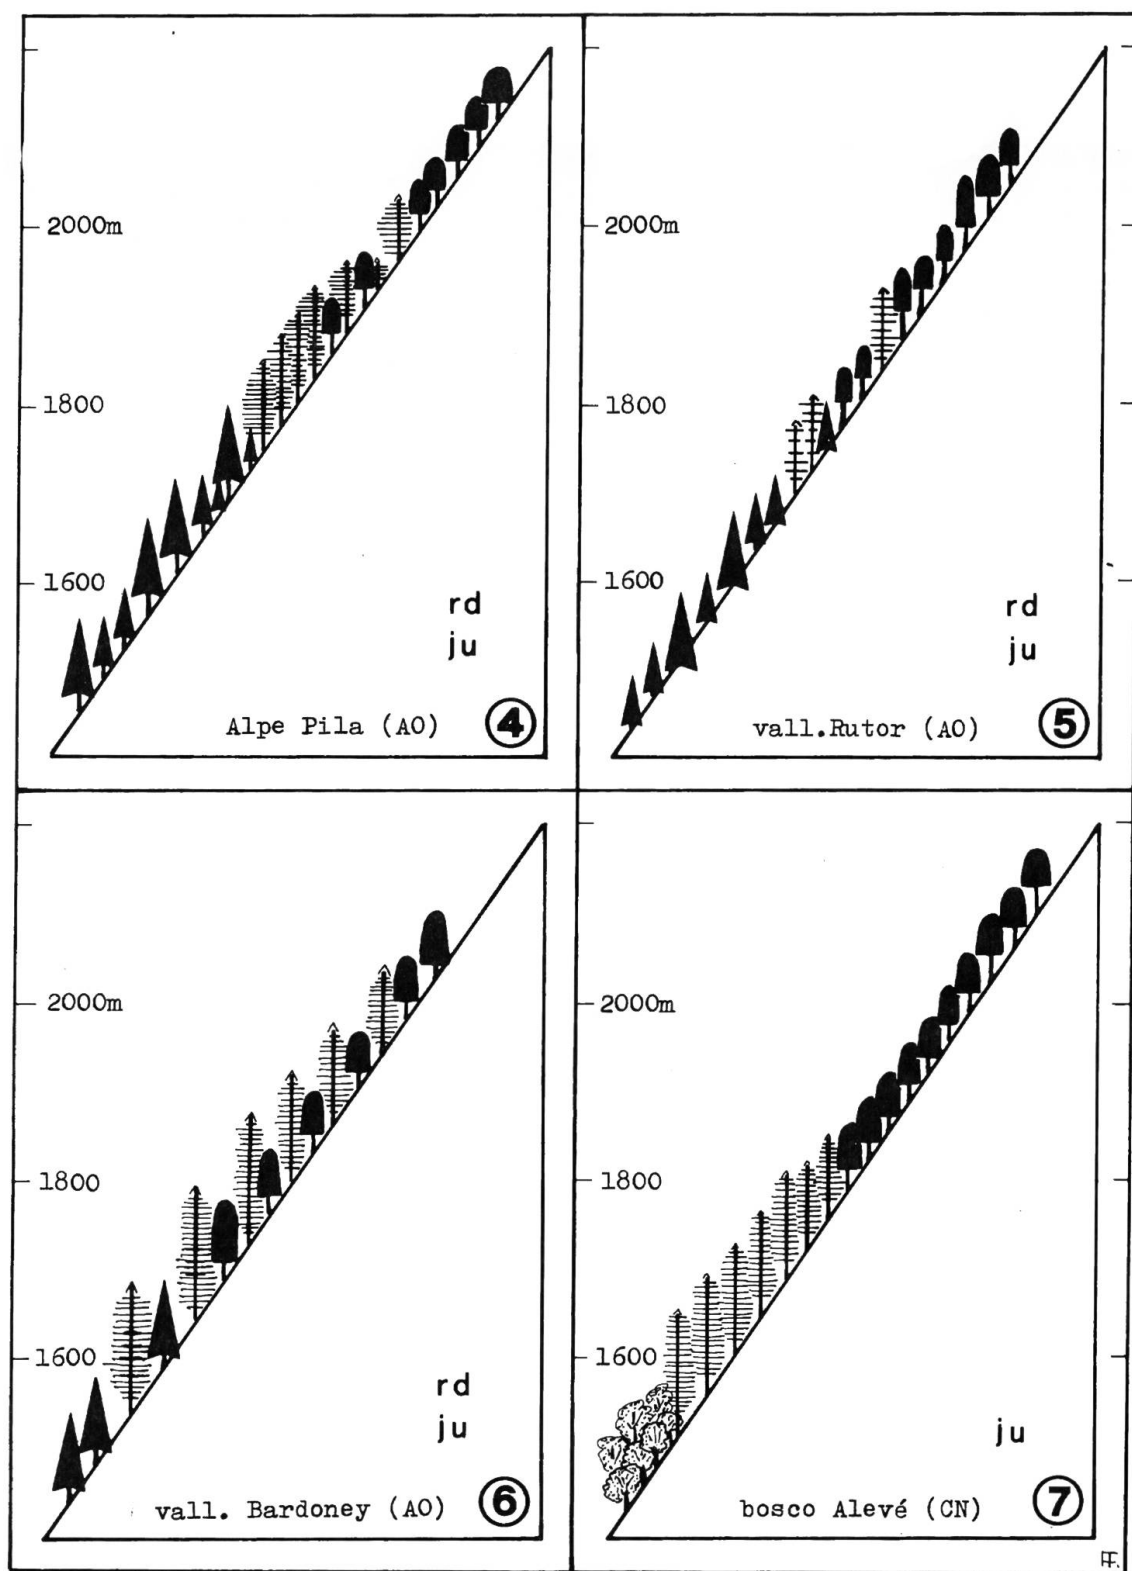 2000m
1800
1600
rd
ju
Alpe Pila (AO)
4
2000m
1800
1600
rd
ju
vall.Rutor (AO)
5
2000m
1800
1600
rd
ju
vall. Bardoney (AO)
6
2000m
1800
1600
ju
bosco Alevé (CN)
7